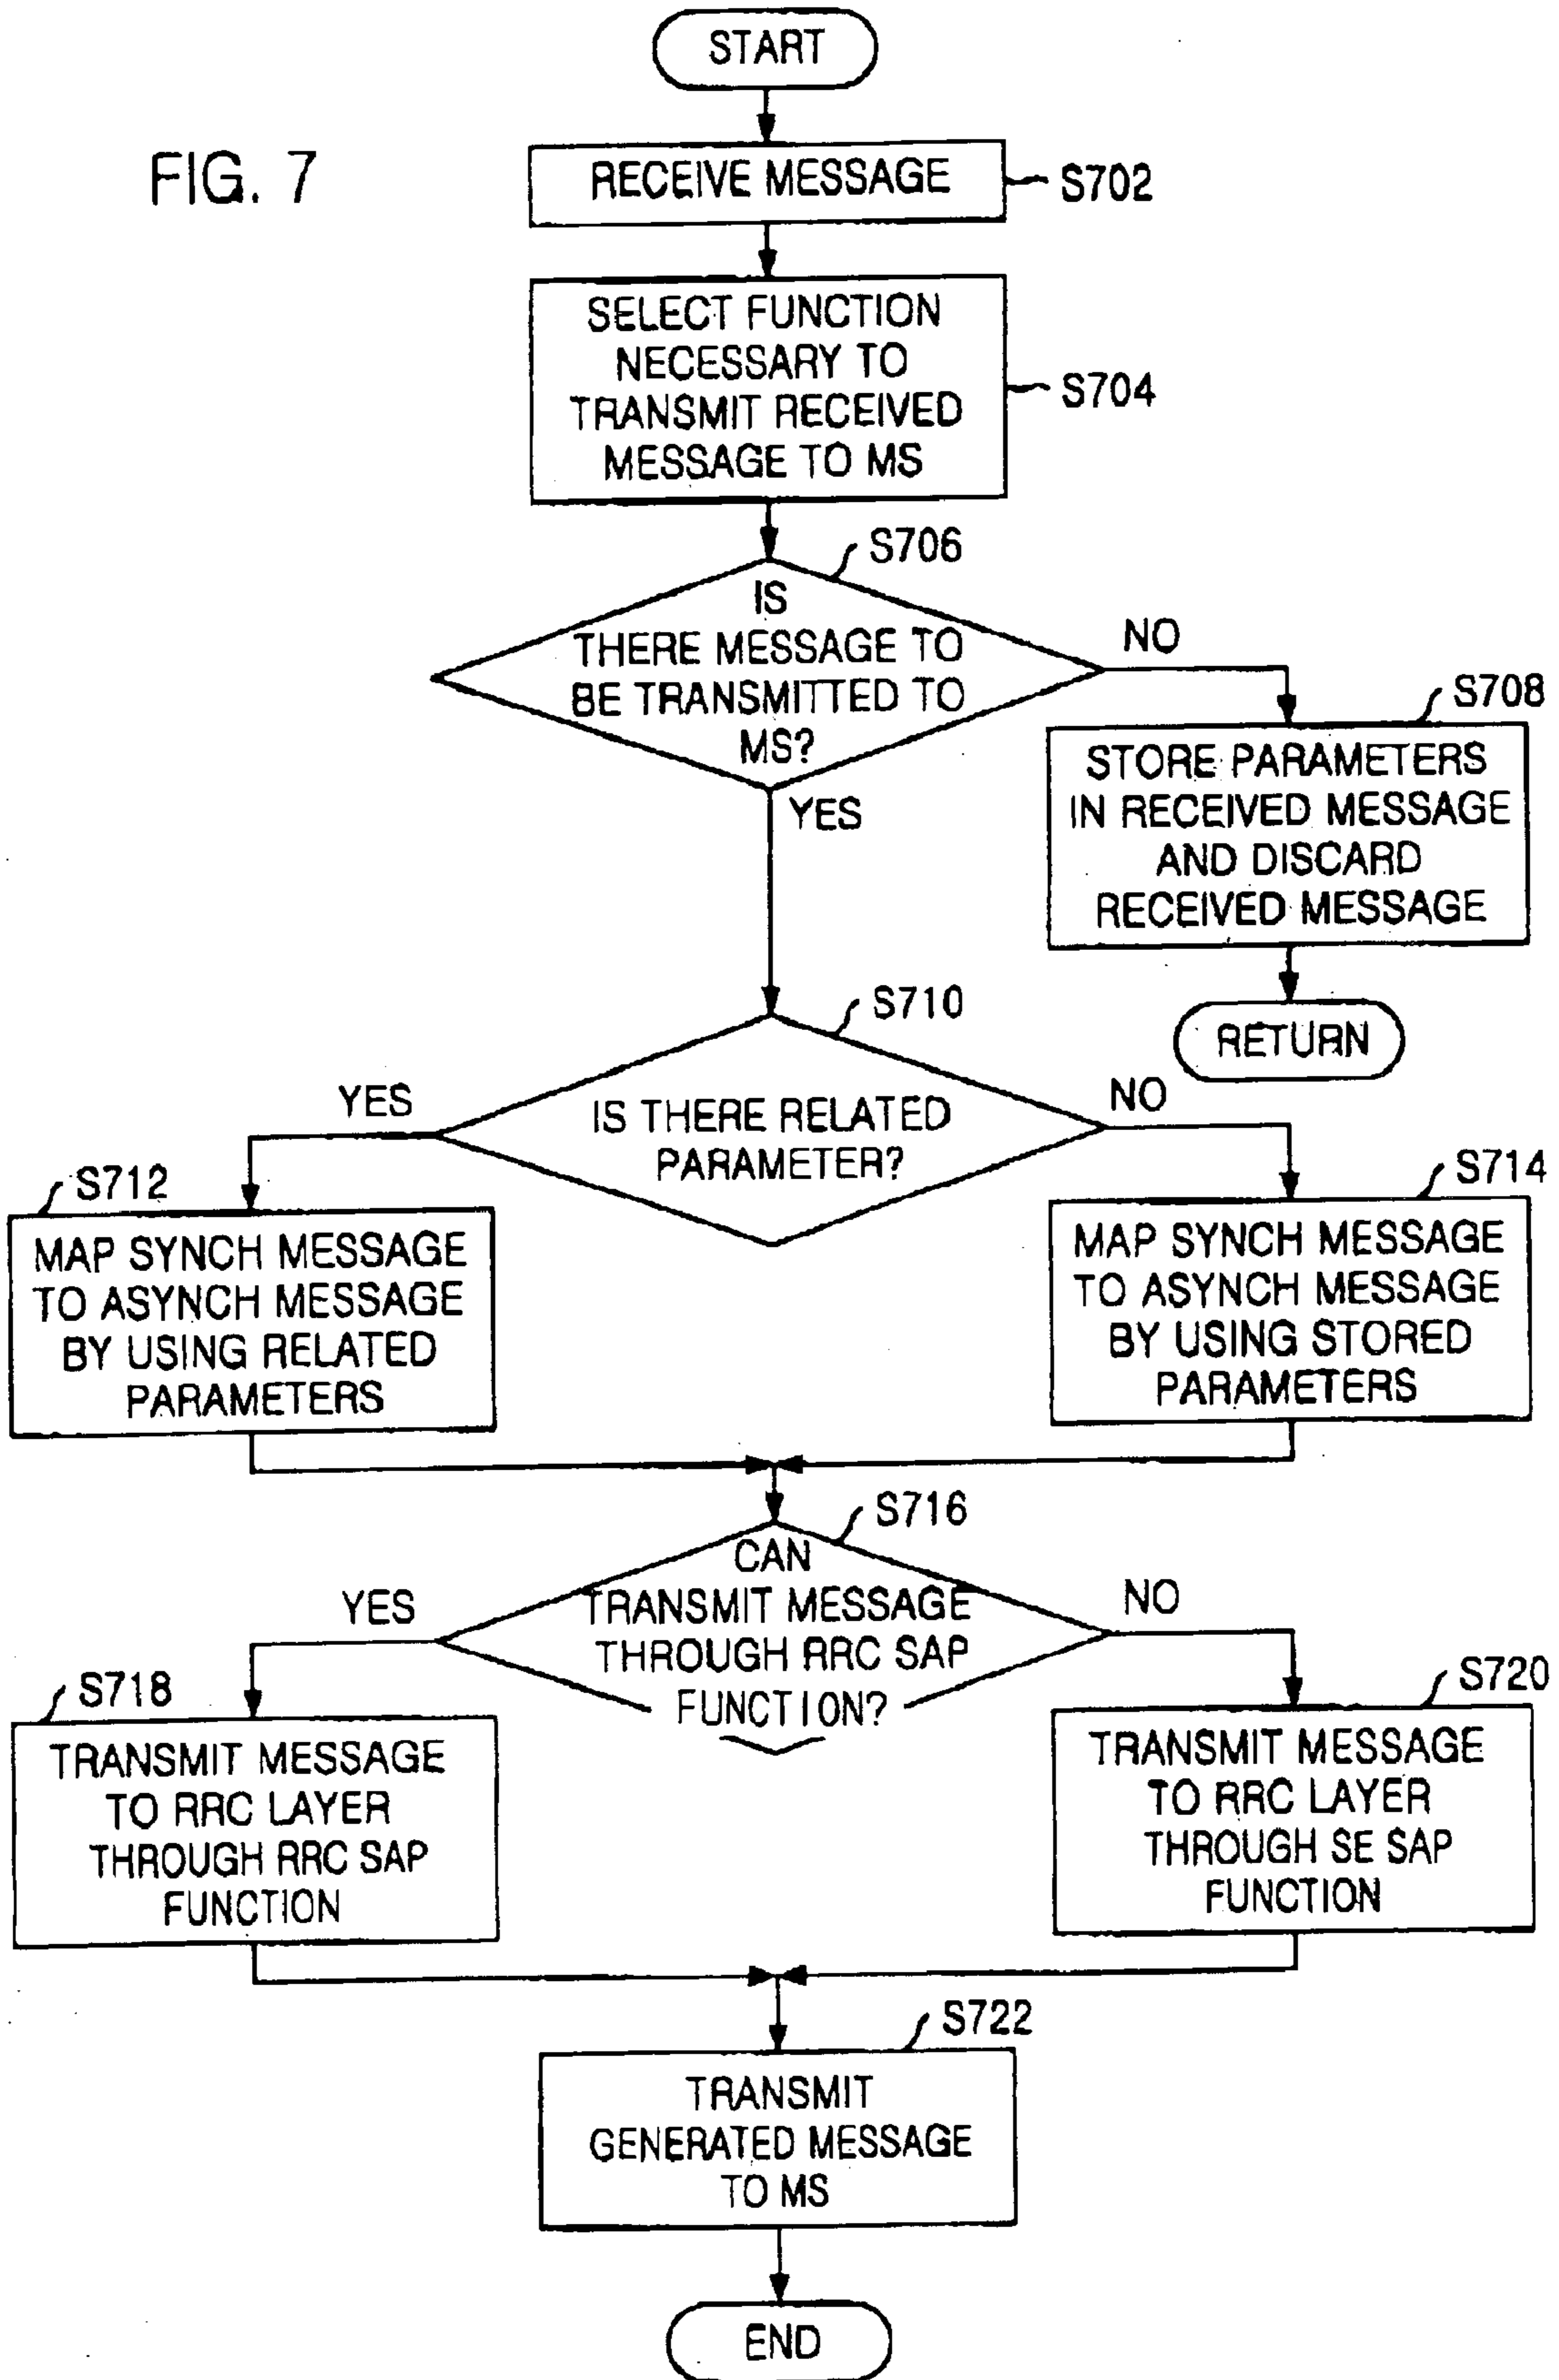 START
FIG. 7
RECEIVE MESSAGE
S702
SELECT FUNCTION
NECESSARY TO
TRANSMIT RECEIVED
MESSAGE TO MS
S704
S706
IS
THERE MESSAGE TO
BE TRANSMITTED TO
MS?
NO
YES
S708
STORE PARAMETERS
IN RECEIVED MESSAGE
AND DISCARD
RECEIVED MESSAGE
RETURN
S710
IS THERE RELATED
PARAMETER?
YES
NO
S712
MAP SYNCH MESSAGE
TO ASYNCH MESSAGE
BY USING RELATED
PARAMETERS
S714
MAP SYNCH MESSAGE
TO ASYNCH MESSAGE
BY USING STORED
PARAMETERS
S716
CAN
TRANSMIT MESSAGE
THROUGH RRC SAP
FUNCTION?
YES
NO
S718
TRANSMIT MESSAGE
TO RRC LAYER
THROUGH RRC SAP
FUNCTION
S720
TRANSMIT MESSAGE
TO RRC LAYER
THROUGH SE SAP
FUNCTION
S722
TRANSMIT
GENERATED MESSAGE
TO MS
END